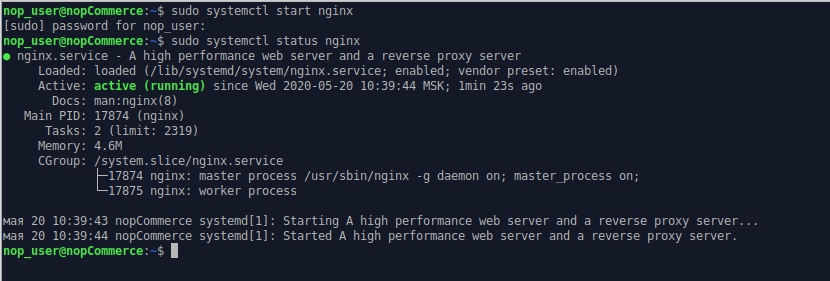 nop_user@nopCommerce:~$ sudo systemctl start nginx
[sudo] password for nop_user:
nop_user@nopCommerce:~$ sudo systemctl status nginx
● nginx.service - A high performance web server and a reverse proxy server
Loaded: loaded (/lib/systemd/system/nginx.service; enabled; vendor preset: enabled)
Active: active (running) since Wed 2020-05-20 10:39:44 MSK; 1min 23s ago
Docs: man:nginx(8)
Main PID: 17874 (nginx)
Tasks: 2 (limit: 2319)
Memory: 4.6M
CGroup: /system.slice/nginx.service
├─17874 nginx: master process /usr/sbin/nginx -g daemon on; master_process on;
└─17875 nginx: worker process
мая 20 10:39:43 nopCommerce systemd[1]: Starting A high performance web server and a reverse proxy server...
мая 20 10:39:44 nopCommerce systemd[1]: Started A high performance web server and a reverse proxy server.
nop_user@nopCommerce:~$